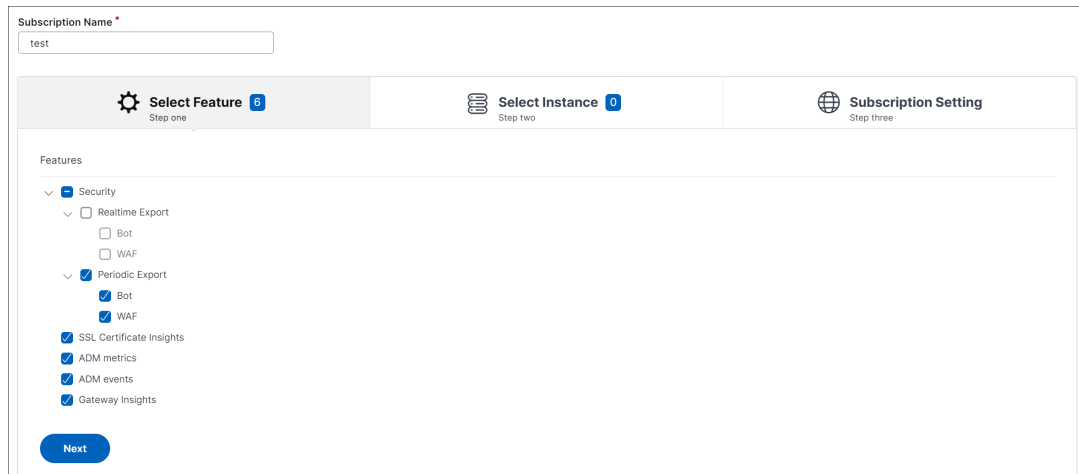 Subscription Name *
test
Select Feature 6
Step one
Select Instance 0
Step two
Subscription Setting
Step three
Features
Security
Realtime Export
Bot
WAF
Periodic Export
Bot
WAF
SSL Certificate Insights
ADM metrics
ADM events
Gateway Insights
Next